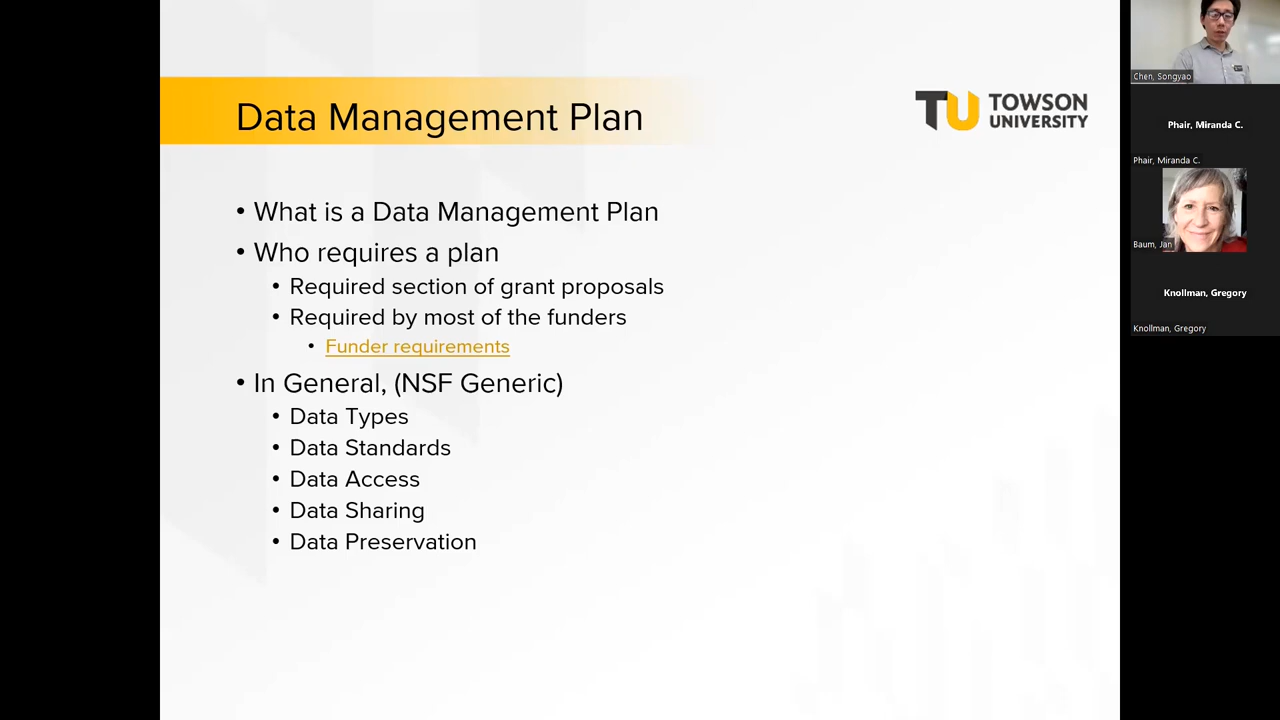 Data Management Plan
TU TOWSON
UNIVERSITY
• What is a Data Management Plan
• Who requires a plan
• Required section of grant proposals
• Required by most of the funders
• Funder requirements
• In General, (NSF Generic)
• Data Types
• Data Standards
• Data Access
• Data Sharing
• Data Preservation
Chen, Songyao
Phair, Miranda C.
Phair, Miranda C.
Baum, Jan
Knollman, Gregory
Knollman, Gregory